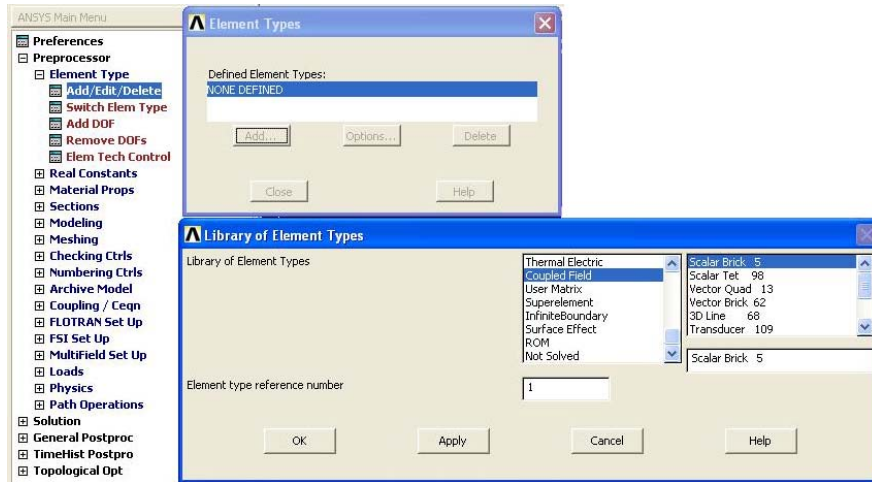 ANSYS Main Menu
Preferences
Preprocessor
Element Type
Add/Edit/Delete
Switch Elem Type
Add DOF
Remove DOFs
Elem Tech Control
Real Constants
Material Props
Sections
Modeling
Meshing
Checking Ctrls
Numbering Ctrls
Archive Model
Coupling / Ceqn
FLOTRAN Set Up
FSI Set Up
MultiField Set Up
Loads
Physics
Path Operations
Solution
General Postproc
TimeHist Postpro
Topological Opt
Element Types
Defined Element Types:
NONE DEFINED
Add... Options... Delete
Close Help
Library of Element Types
Library of Element Types
Thermal Electric
Coupled Field
User Matrix
Superelement
InfiniteBoundary
Surface Effect
ROM
Not Solved
Scalar Brick 5
Scalar Tet 98
Vector Quad 13
Vector Brick 62
3D Line 68
Transducer 109
Scalar Brick 5
Element type reference number
1
OK Apply Cancel Help